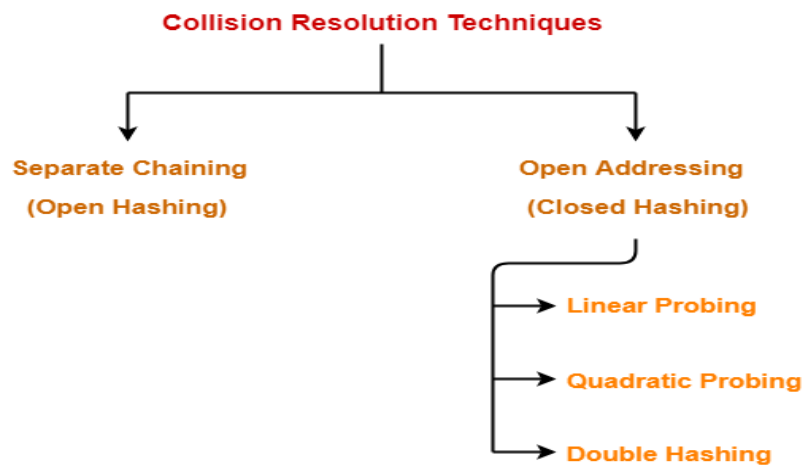 Collision Resolution Techniques
Separate Chaining
(Open Hashing)
Open Addressing
(Closed Hashing)
Linear Probing
Quadratic Probing
Double Hashing